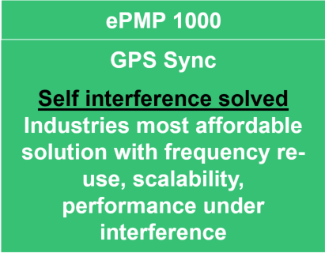 ePMP 1000
GPS Sync
Self interference solved
Industries most affordable
solution with frequency re-
use, scalability,
performance under
interference